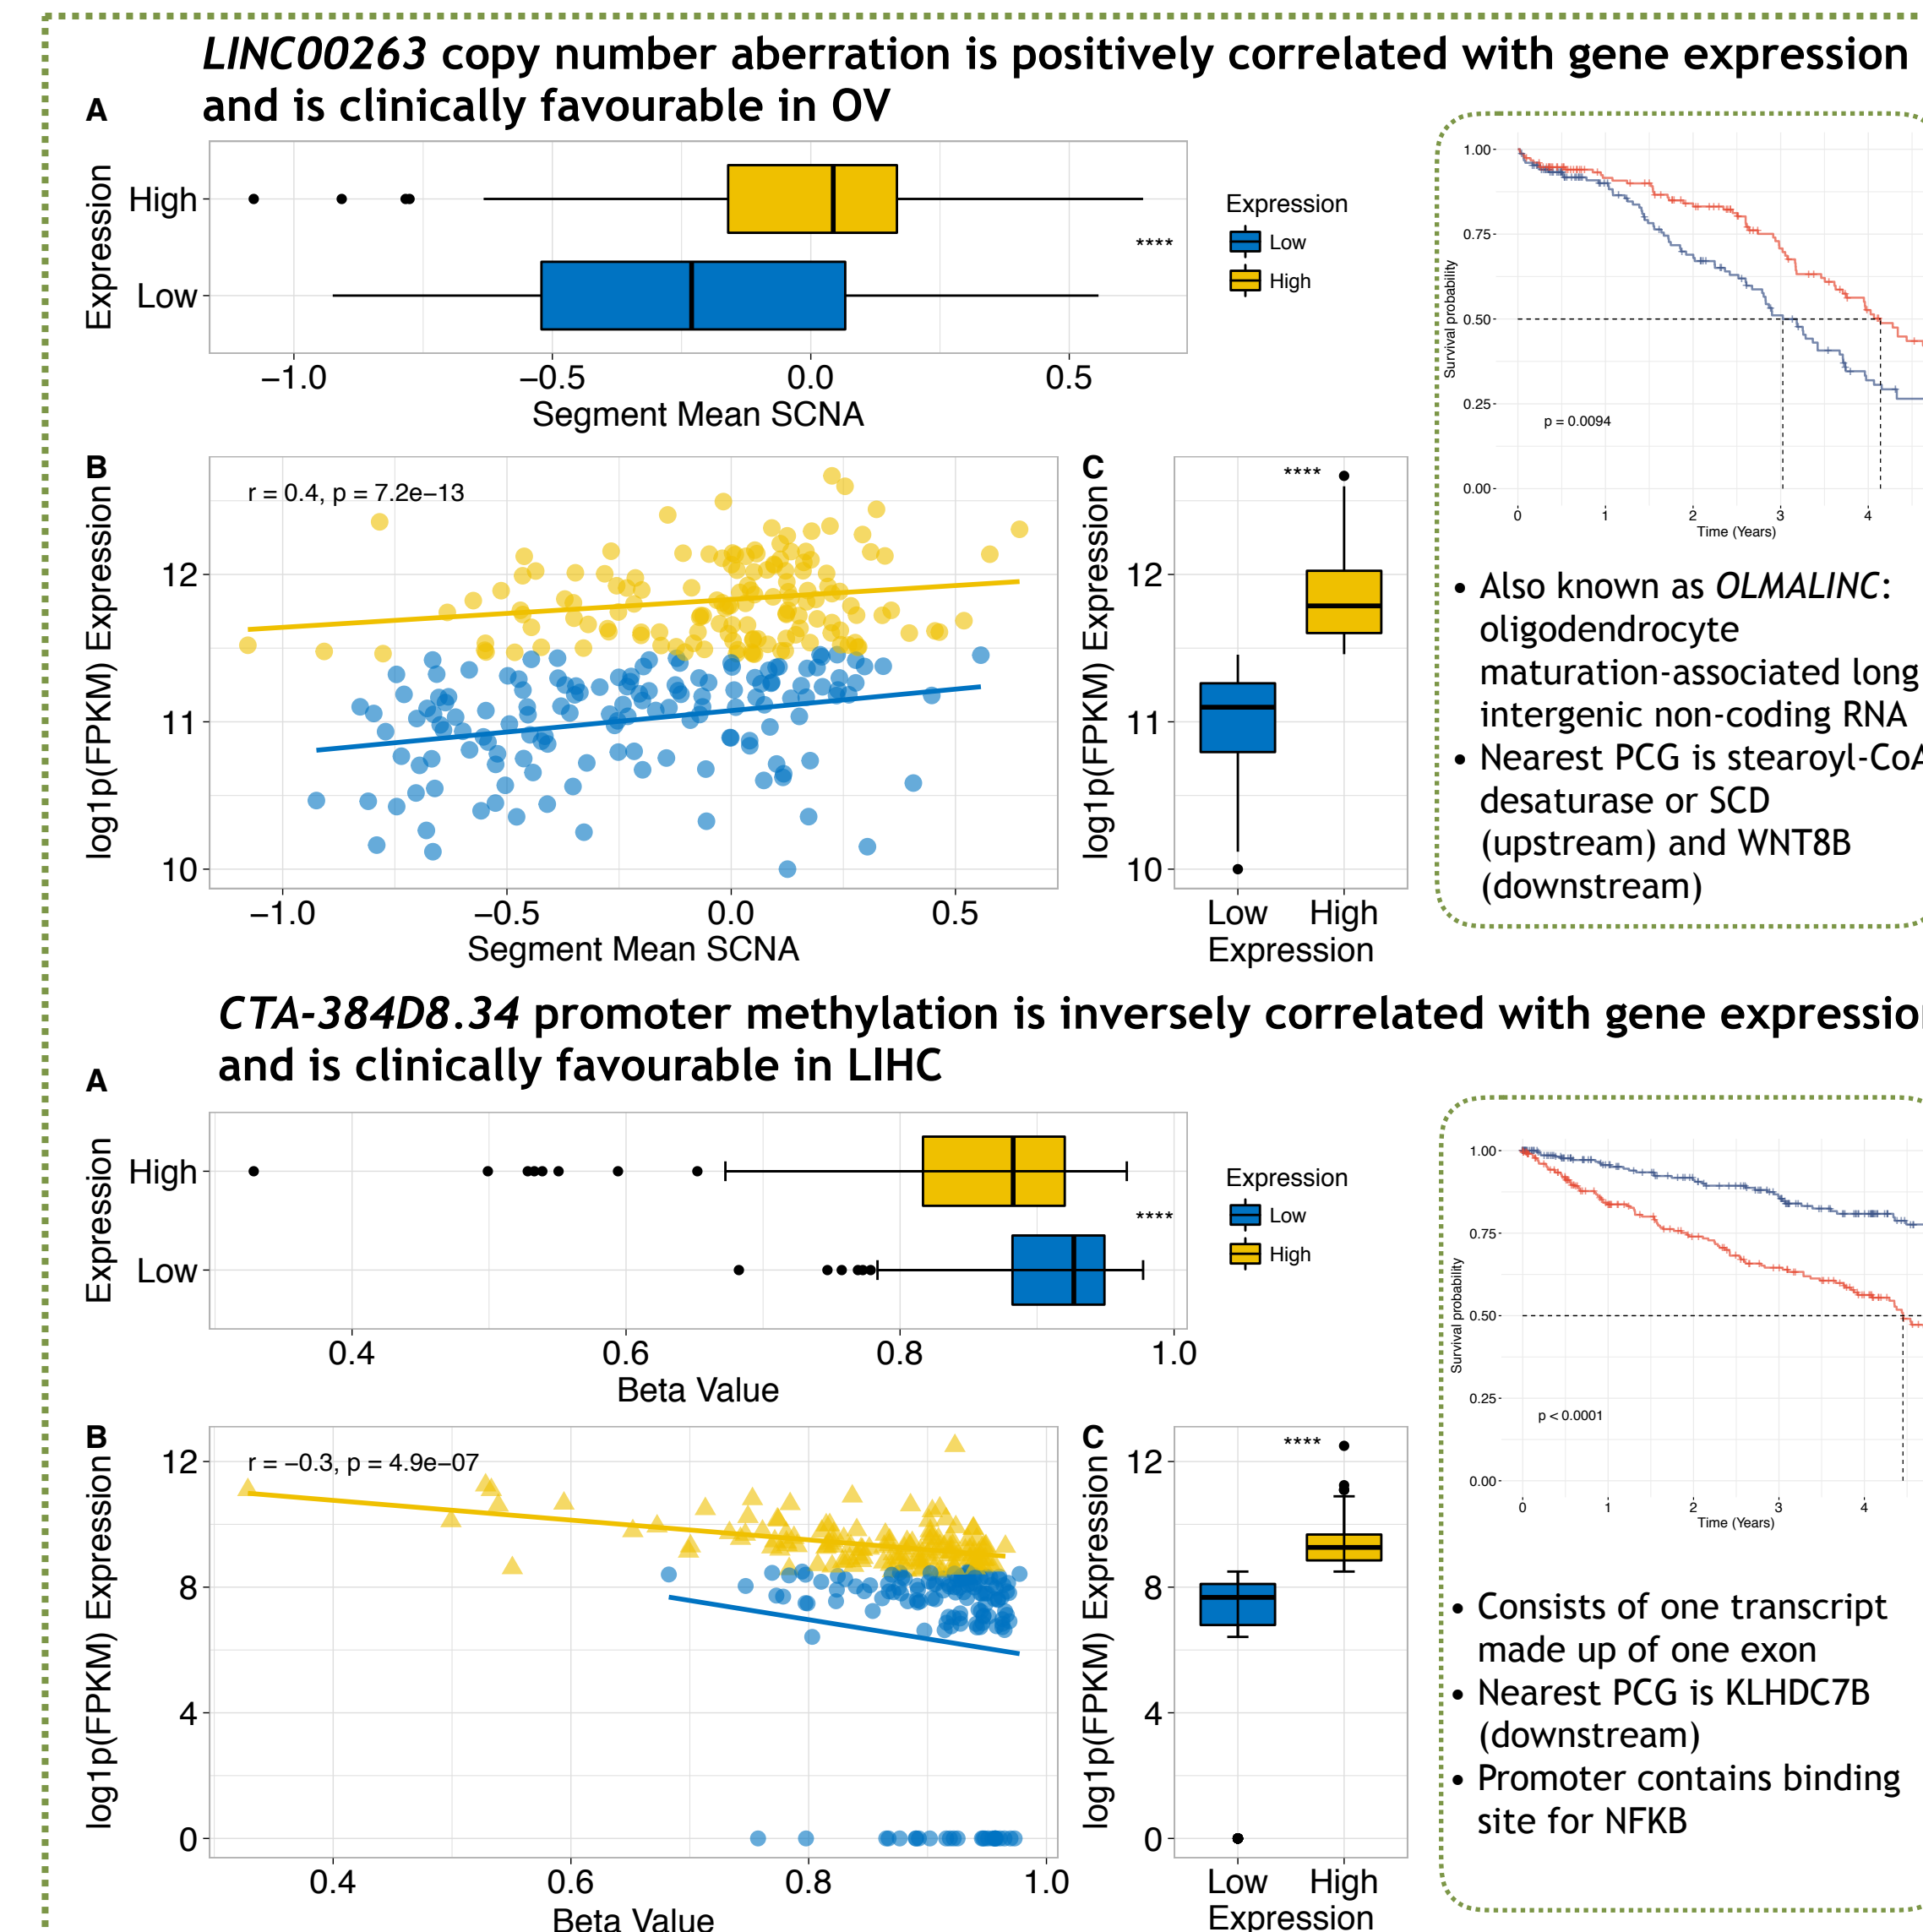 LINC00263 copy number aberration is positively correlated with gene expression
and is clinically favourable in OV
A
Expression
High
Low
****
−1.0
−0.5
0.0
0.5
Segment Mean SCNA
Expression
Low
High
B
log1p(FPKM) Expression
r = 0.4, p = 7.2e−13
12
11
10
−1.0
−0.5
0.0
0.5
Segment Mean SCNA
C
log1p(FPKM) Expression
****
12
11
10
Low
High
Expression
Survival probability
1.00
0.75
0.50
0.25
0.00
p = 0.0094
0
1
2
3
4
Time (Years)
• Also known as OLMALINC:
oligodendrocyte
maturation-associated long
intergenic non-coding RNA
• Nearest PCG is stearoyl-CoA
desaturase or SCD
(upstream) and WNT8B
(downstream)
CTA-384D8.34 promoter methylation is inversely correlated with gene expression
and is clinically favourable in LIHC
A
Expression
High
Low
****
0.4
0.6
0.8
1.0
Beta Value
Expression
Low
High
B
log1p(FPKM) Expression
r = −0.3, p = 4.9e−07
12
8
4
0
0.4
0.6
0.8
1.0
Beta Value
C
log1p(FPKM) Expression
****
12
8
4
0
Low
High
Expression
Survival probability
1.00
0.75
0.50
0.25
0.00
p < 0.0001
0
1
2
3
4
Time (Years)
• Consists of one transcript
made up of one exon
• Nearest PCG is KLHDC7B
(downstream)
• Promoter contains binding
site for NFKB